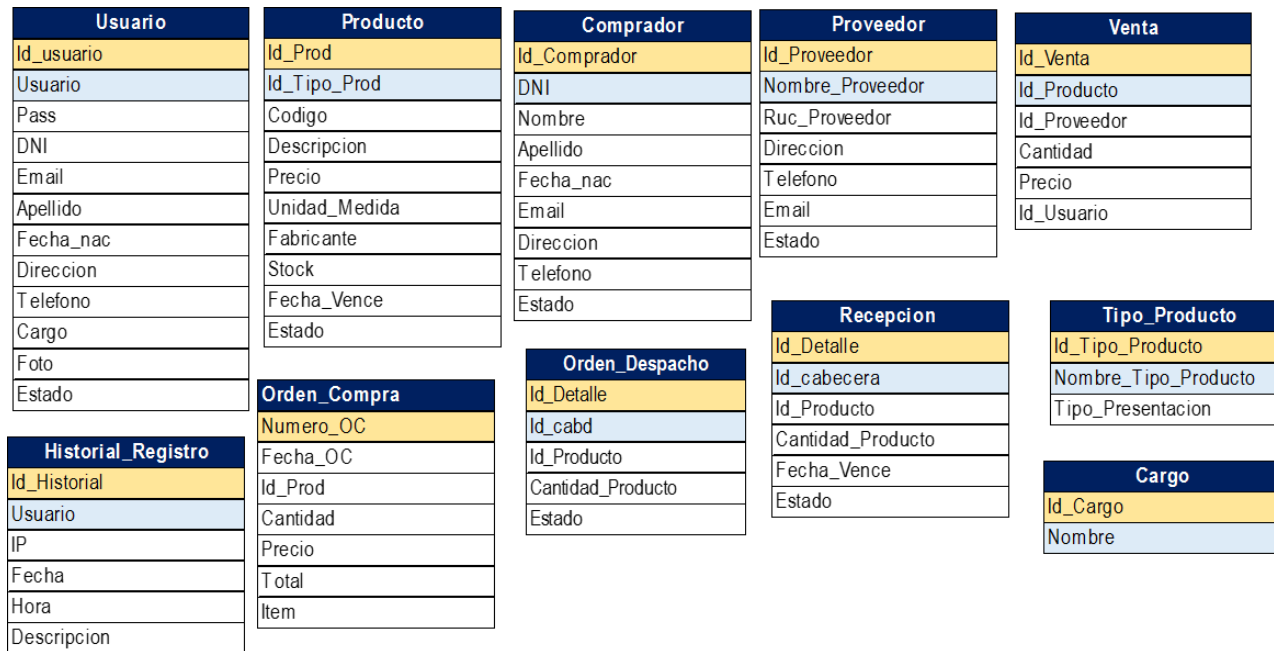 Usuario
Id_usuario
Usuario
Pass
DNI
Email
Apellido
Fecha_nac
Direccion
Telefono
Cargo
Foto
Estado
Producto
Id_Prod
Id_Tipo_Prod
Codigo
Descripcion
Precio
Unidad_Medida
Fabricante
Stock
Fecha_Vence
Estado
Comprador
Id_Comprador
DNI
Nombre
Apellido
Fecha_nac
Email
Direccion
Telefono
Estado
Proveedor
Id_Proveedor
Nombre_Proveedor
Ruc_Proveedor
Direccion
Telefono
Email
Estado
Venta
Id_Venta
Id_Producto
Id_Proveedor
Cantidad
Precio
Id_Usuario
Historial_Registro
Id_Historial
Usuario
IP
Fecha
Hora
Descripcion
Orden_Compra
Numero_OC
Fecha_OC
Id_Prod
Cantidad
Precio
Total
Item
Orden_Despacho
Id_Detalle
Id_cabd
Id_Producto
Cantidad_Producto
Estado
Recepcion
Id_Detalle
Id_cabecera
Id_Producto
Cantidad_Producto
Fecha_Vence
Estado
Tipo_Producto
Id_Tipo_Producto
Nombre_Tipo_Producto
Tipo_Presentacion
Cargo
Id_Cargo
Nombre